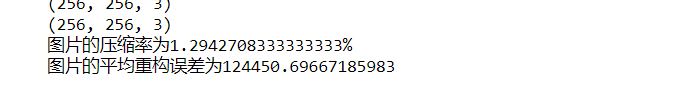 (256, 256, 3)
(256, 256, 3)
图片的压缩率为1.2942708333333333%
图片的平均重构误差为124450.69667185983